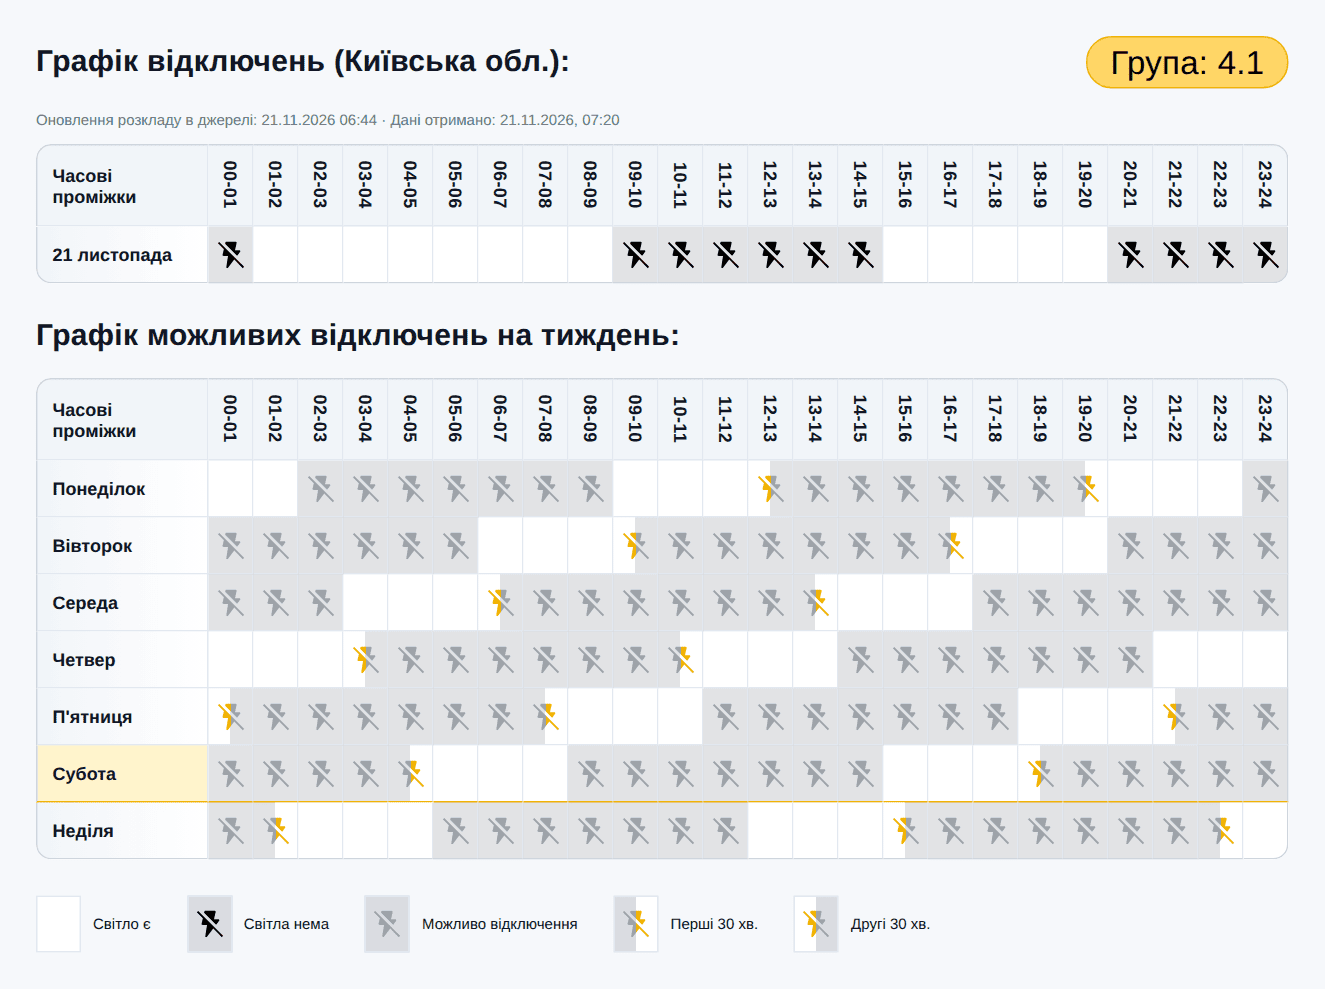 Графік відключень (Київська обл.):
Група: 4.1
Оновлення розкладу в джерелі: 21.11.2026 06:44 · Дані отримано: 21.11.2026, 07:20
Часові проміжки 00-01 01-02 02-03 03-04 04-05 05-06 06-07 07-08 08-09 09-10 10-11 11-12 12-13 13-14 14-15 15-16 16-17 17-18 18-19 19-20 20-21 21-22 22-23 23-24
21 листопада
Графік можливих відключень на тиждень:
Часові проміжки 00-01 01-02 02-03 03-04 04-05 05-06 06-07 07-08 08-09 09-10 10-11 11-12 12-13 13-14 14-15 15-16 16-17 17-18 18-19 19-20 20-21 21-22 22-23 23-24
Понеділок
Вівторок
Середа
Четвер
П'ятниця
Субота
Неділя
Світло є Світла нема Можливо відключення Перші 30 хв. Другі 30 хв.